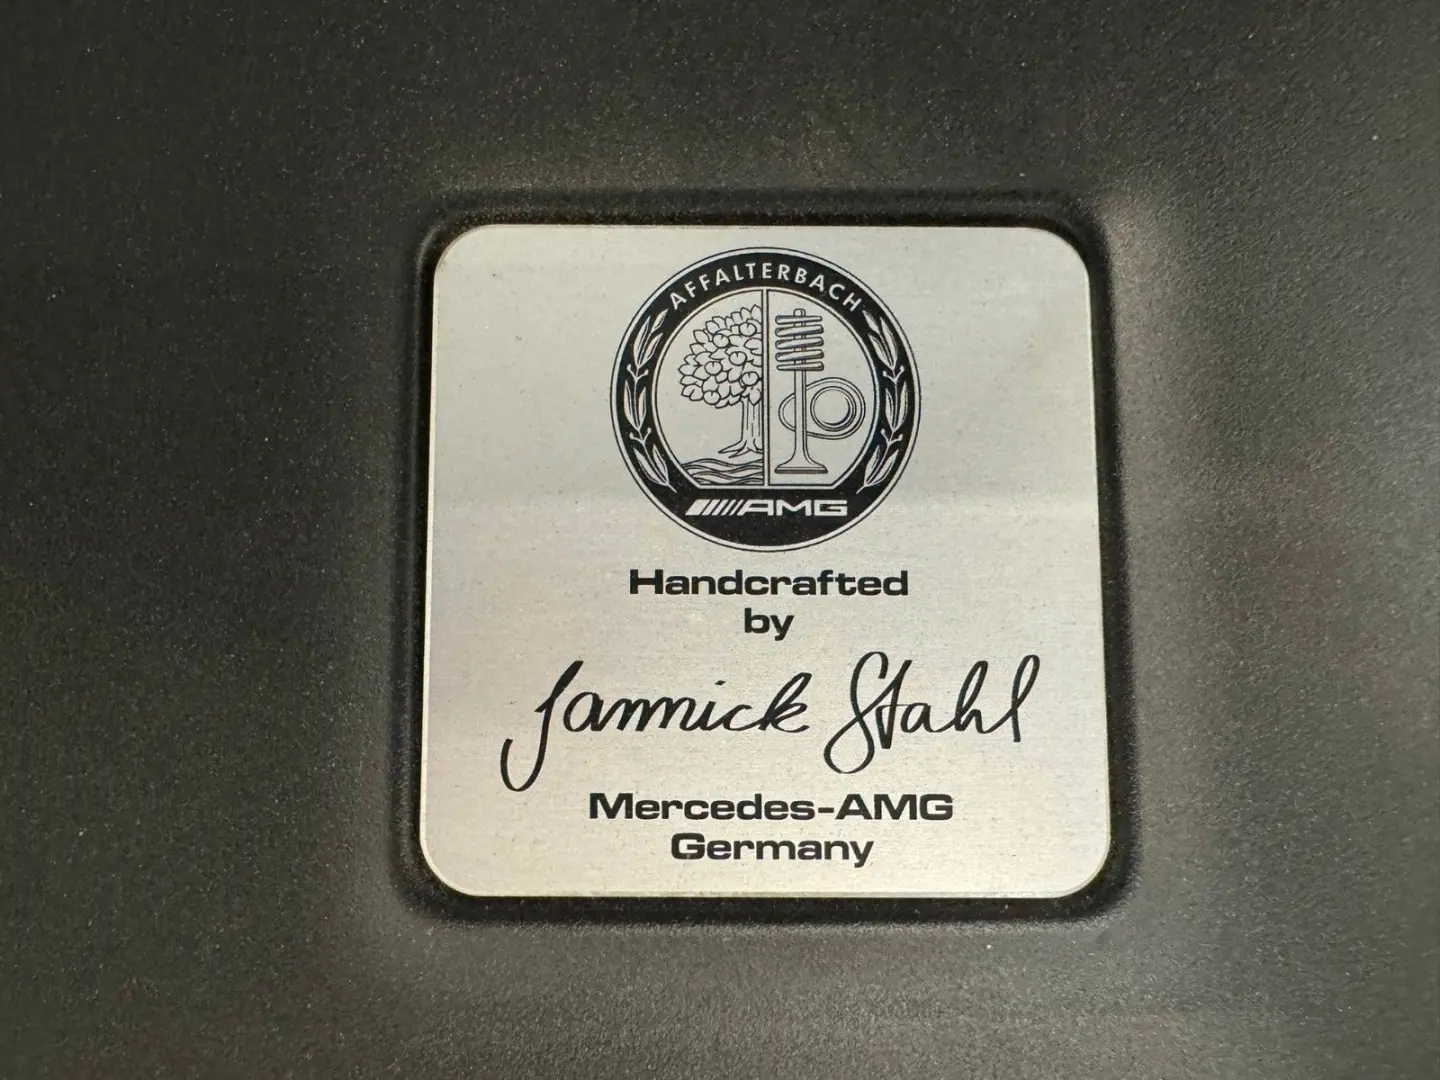 AFFALTERBACH
AMG
Handcrafted
by
Jannick Stahl
Mercedes-AMG
Germany